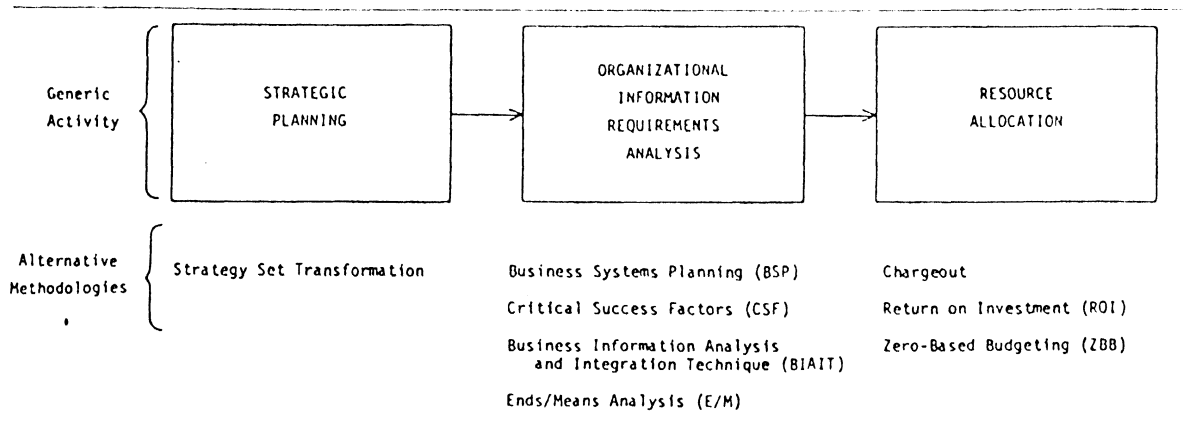 Generic
Activity
STRATEGIC
PLANNING
ORGANIZATIONAL
INFORMATION
REQUIREMENTS
ANALYSIS
RESOURCE
ALLOCATION
Alternative
Methodologies
Strategy Set Transformation
Business Systems Planning (BSP)
Critical Success Factors (CSF)
Business Information Analysis
and Integration Technique (BIAIT)
Ends/Means Analysis (E/M)
Chargeout
Return on Investment (ROI)
Zero-Based Budgeting (ZBB)